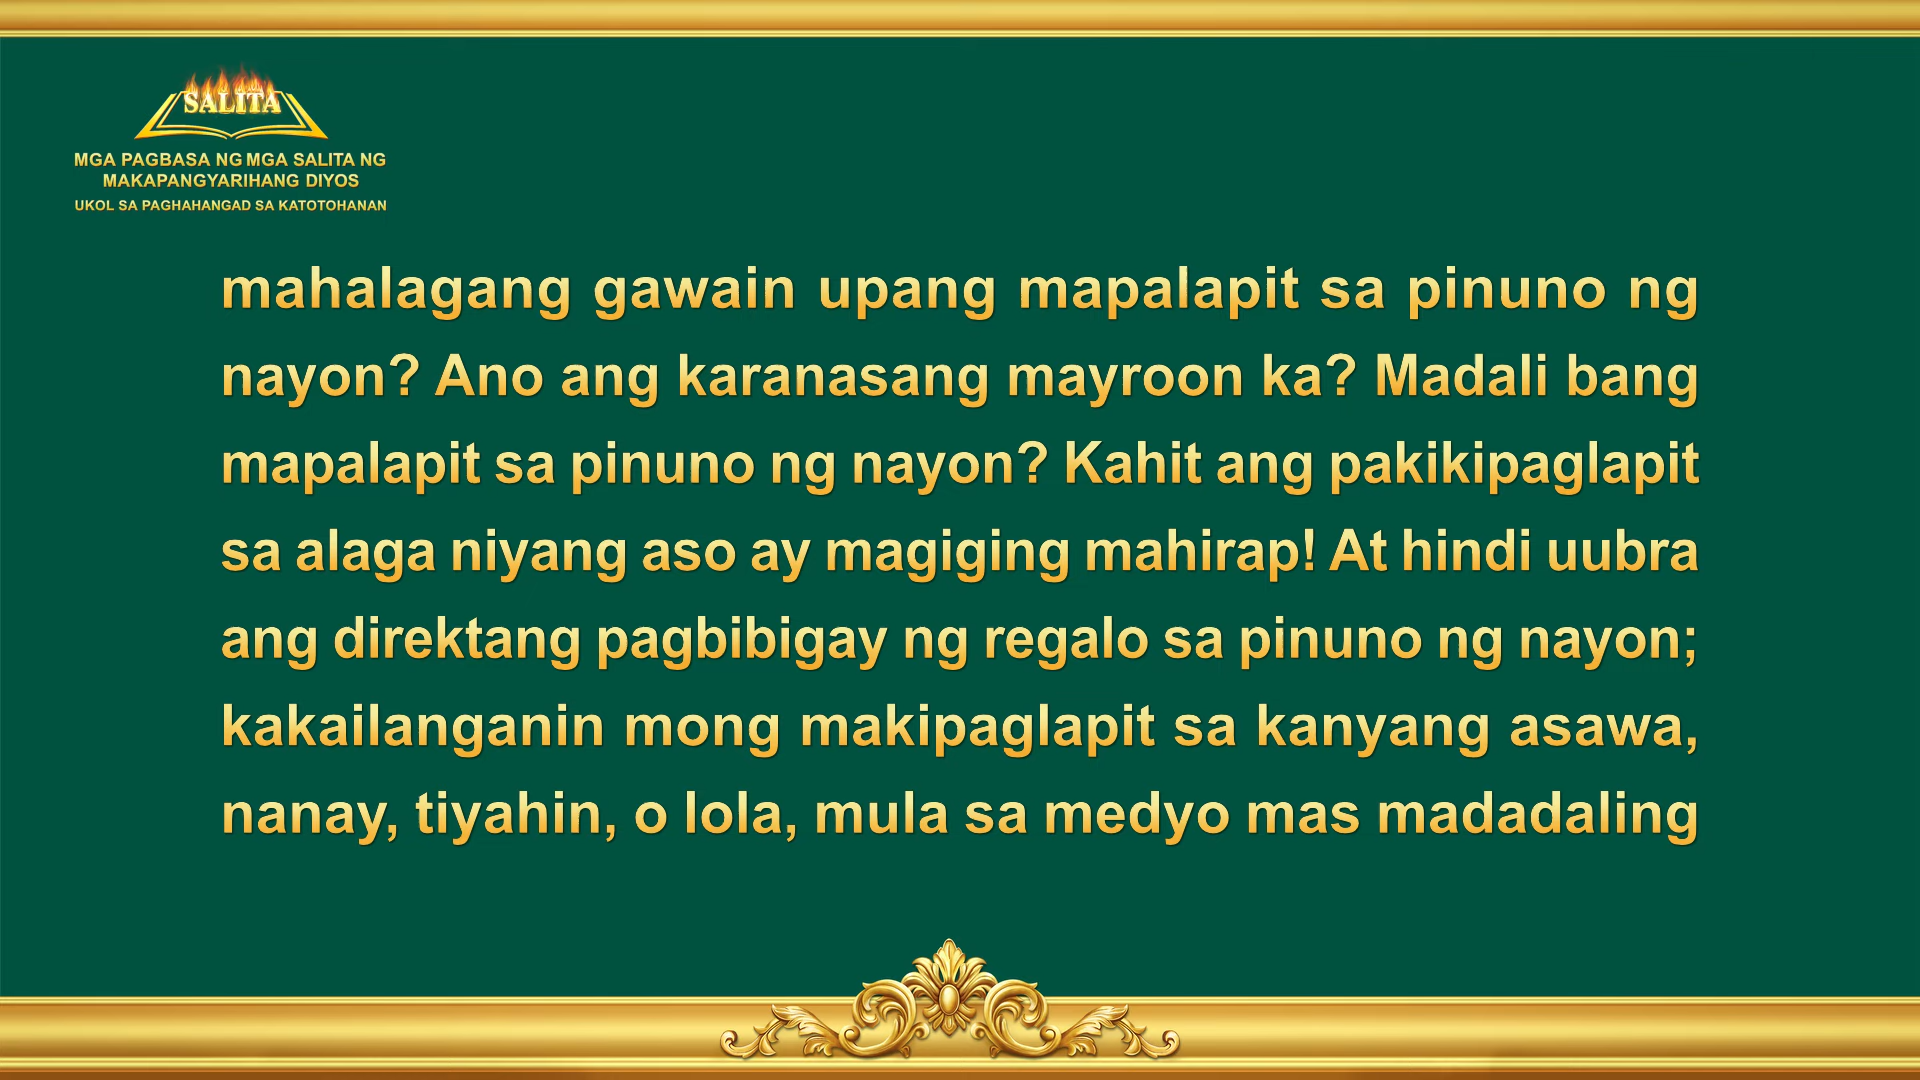 SALITA
MGA PAGBASA NG MGA SALITA NG
MAKAPANGYARIHANG DIYOS
UKOL SA PAGHAHANGAD SA KATOTOHANAN
mahalagang gawain upang mapalapit sa pinuno ng
nayon? Ano ang karanasang mayroon ka? Madali bang
mapalapit sa pinuno ng nayon? Kahit ang pakikipaglapit
sa alaga niyang aso ay magiging mahirap! At hindi uubra
ang direktang pagbibigay ng regalo sa pinuno ng nayon;
kakailanganin mong makipaglapit sa kanyang asawa,
nanay, tiyahin, o lola, mula sa medyo mas madadaling